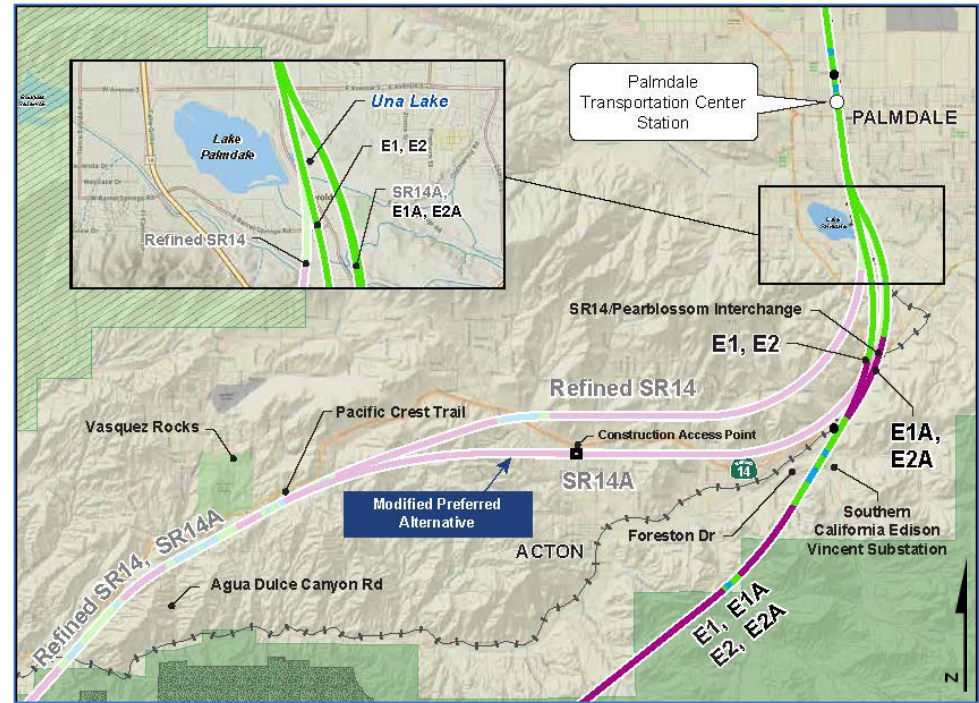 Una Lake
Lake
Palmdale
E1, E2
SR14A,
E1A, E2A
Refined SR14
14
Palmdale
Transportation Center
Station
PALMDALE
Lake
Palmdale
SR14/Pearblossom Interchange
E1, E2
Refined SR14
Pacific Crest Trail
Vasquez Rocks
Construction Access Point
E1A,
E2A
14
SR14A
Modified Preferred
Alternative
Southern
California Edison
Vincent Substation
Foreston Dr
ACTON
Refined SR14, SR14A
Agua Dulce Canyon Rd
E1, E1A
E2, E2A
N